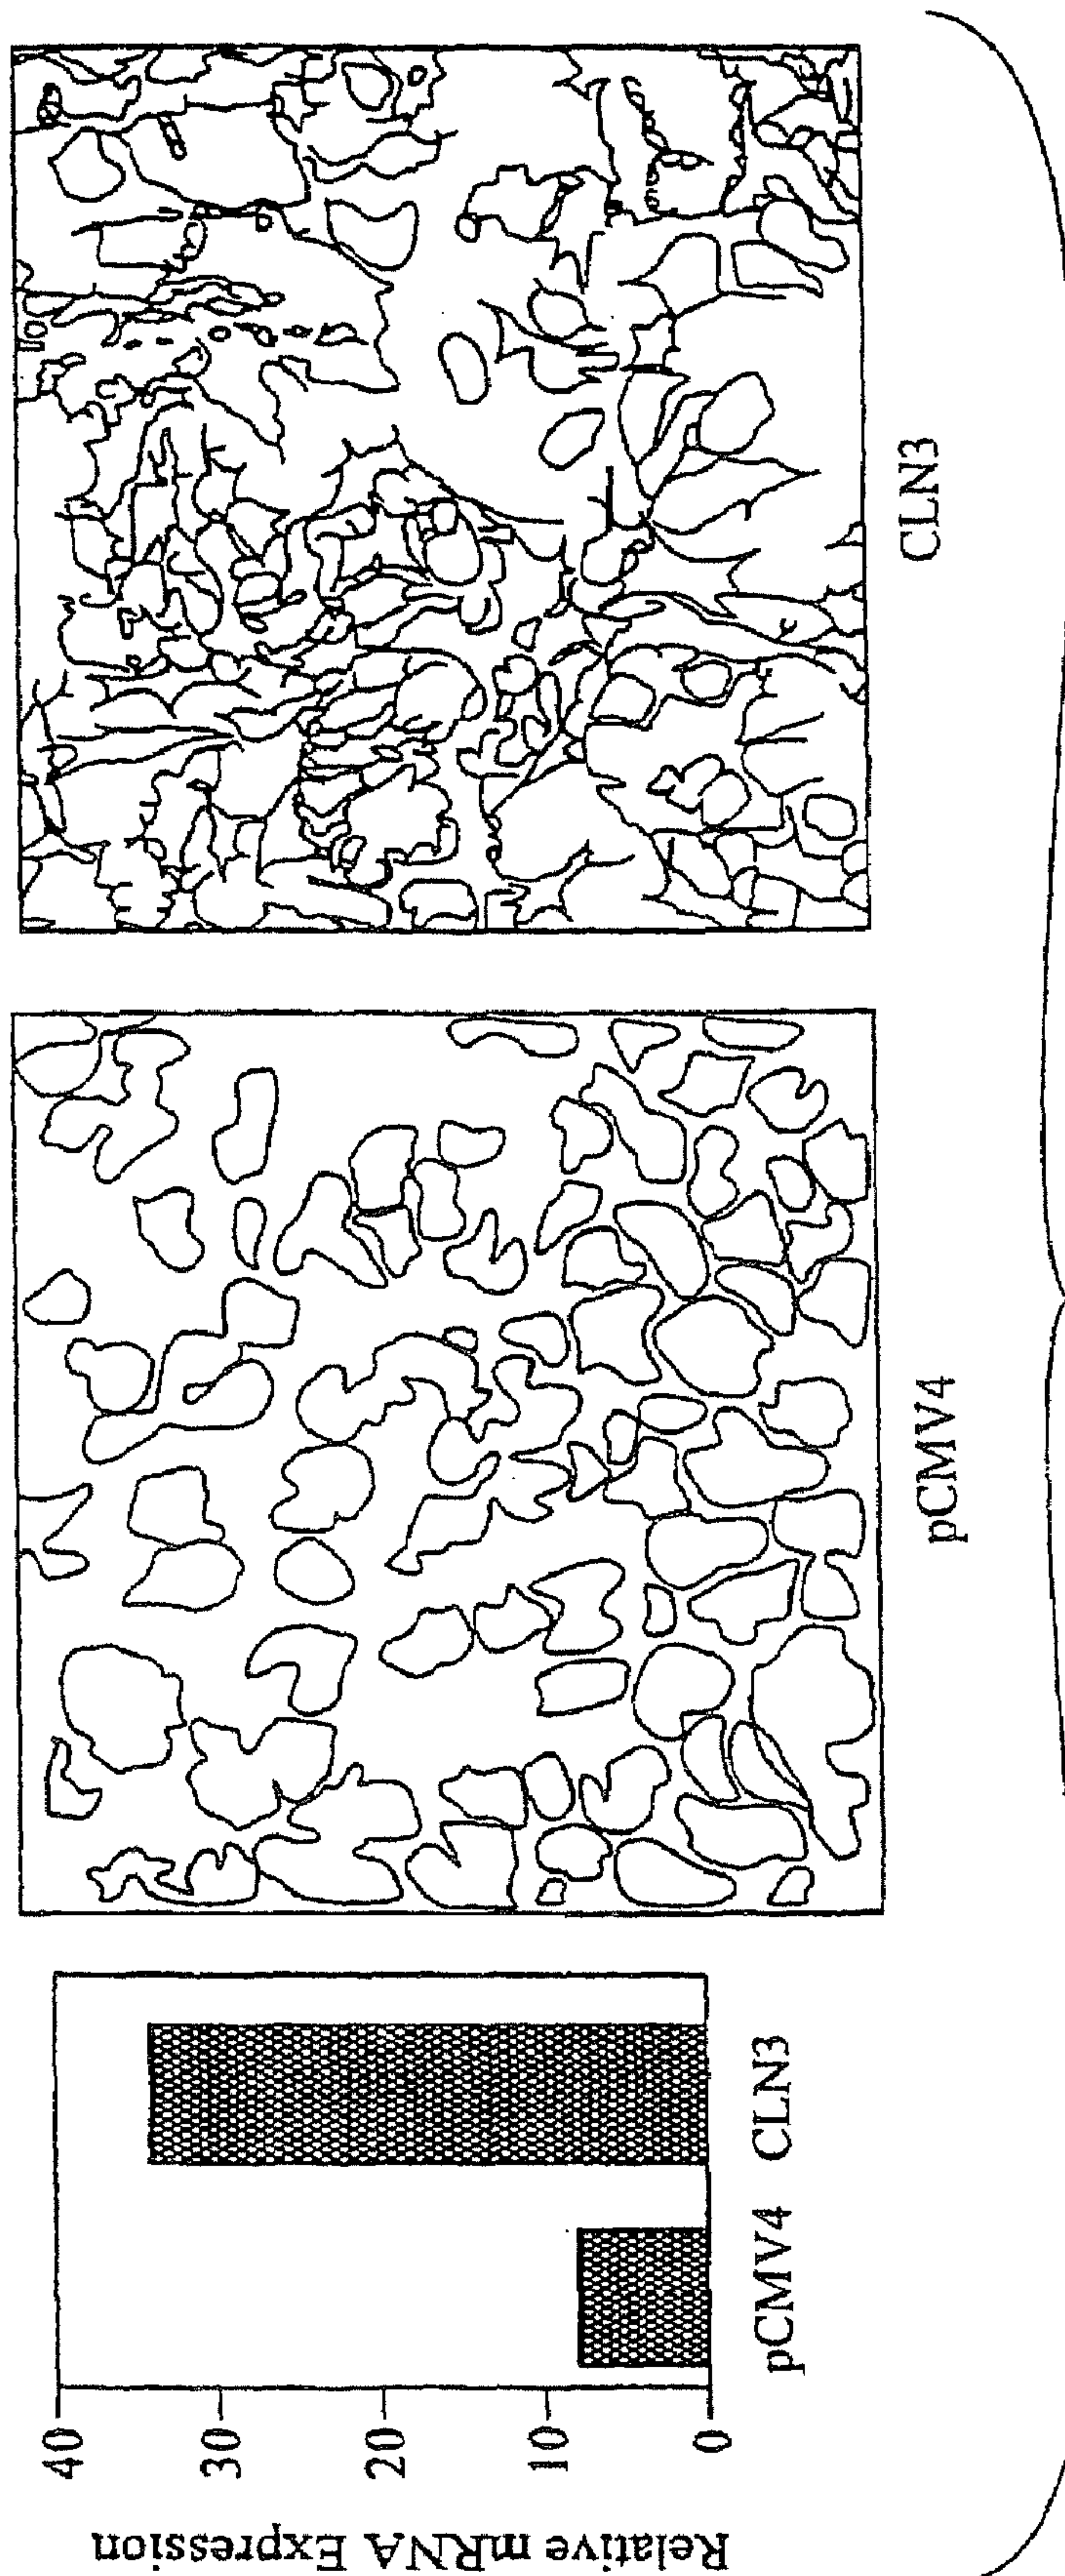 Relative mRNA Expression
40
30
20
10
0
pCMV4 CLN3
pCMV4
CLN3